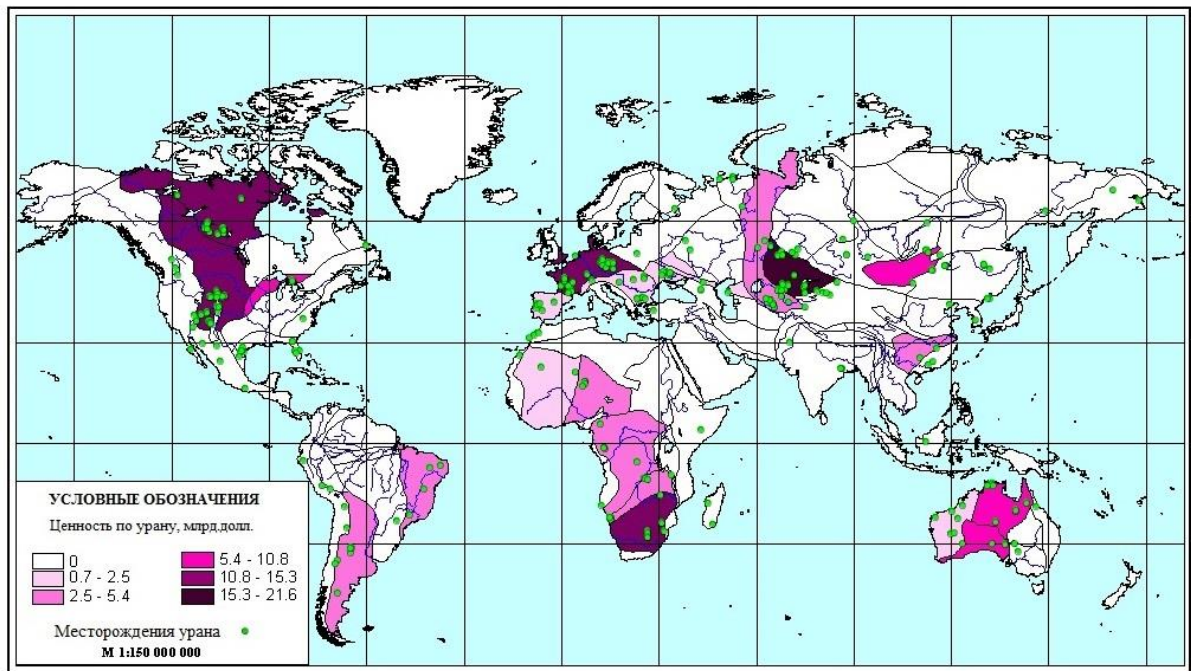 УСЛОВНЫЕ ОБОЗНАЧЕНИЯ
Ценность по урану, млрд.долл.
0
0.7 - 2.5
2.5 - 5.4
5.4 - 10.8
10.8 - 15.3
15.3 - 21.6
Месторождения урана
М 1:150 000 000